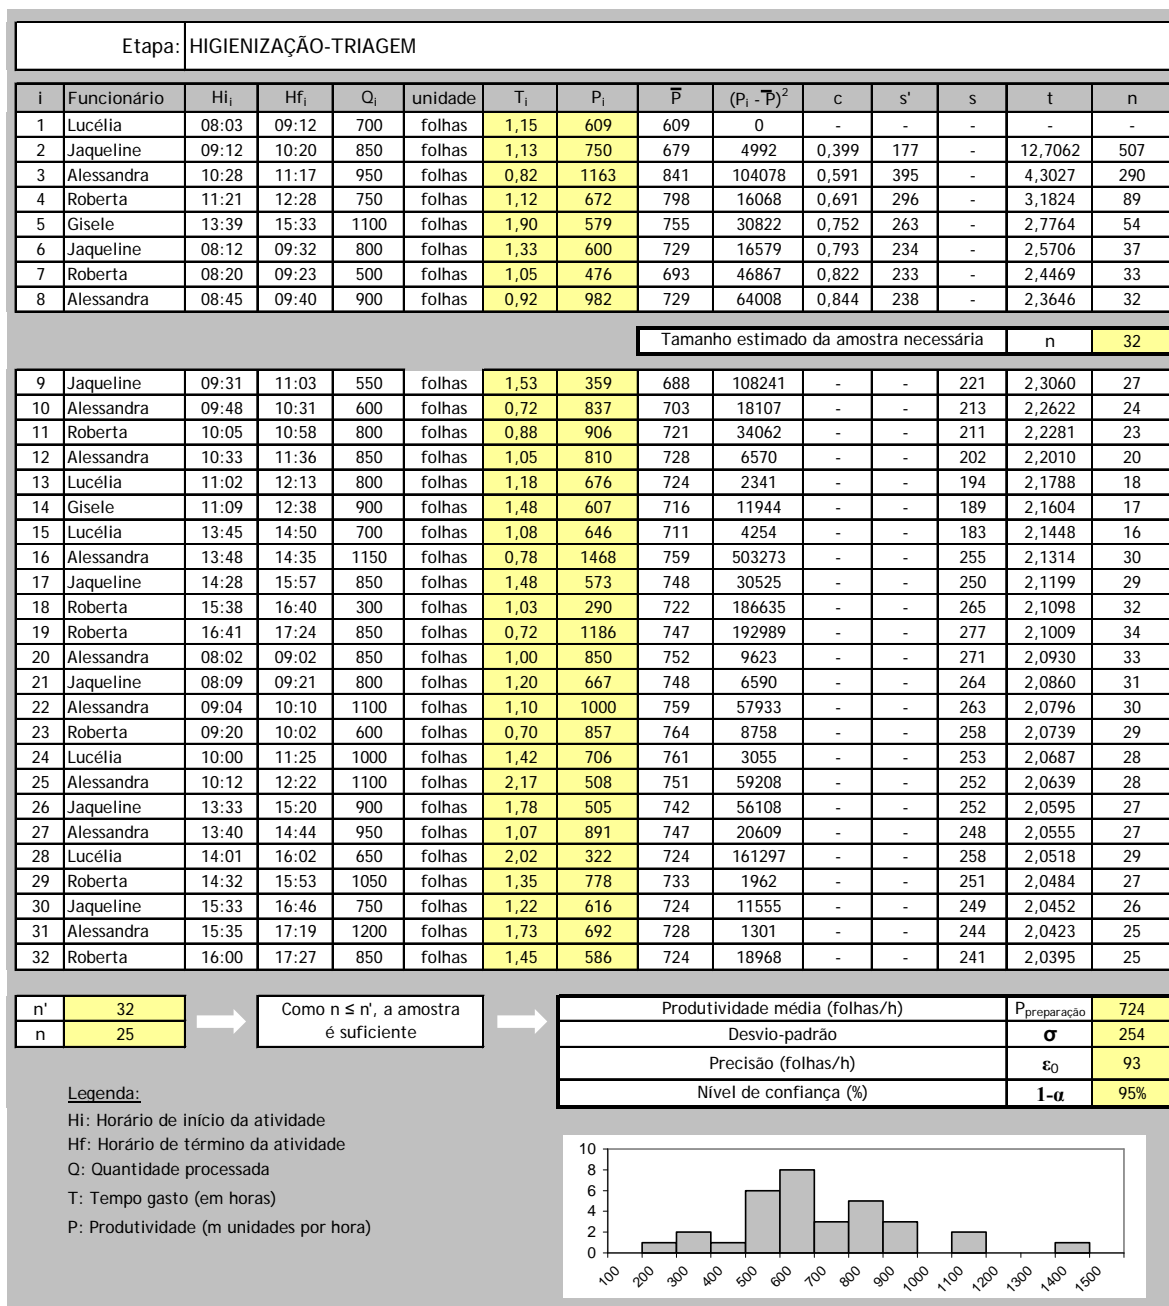 Etapa: HIGIENIZAÇÃO-TRIAGEM
i Funcionário Hii Hfi Qi unidade Ti Pi P̅ (Pi - P̅)² c s' s t n
1 Lucélia 08:03 09:12 700 folhas 1,15 609 609 0 - - - - -
2 Jaqueline 09:12 10:20 850 folhas 1,13 750 679 4992 0,399 177 - 12,7062 507
3 Alessandra 10:28 11:17 950 folhas 0,82 1163 841 104078 0,591 395 - 4,3027 290
4 Roberta 11:21 12:28 750 folhas 1,12 672 798 16068 0,691 296 - 3,1824 89
5 Gisele 13:39 15:33 1100 folhas 1,90 579 755 30822 0,752 263 - 2,7764 54
6 Jaqueline 08:12 09:32 800 folhas 1,33 600 729 16579 0,793 234 - 2,5706 37
7 Roberta 08:20 09:23 500 folhas 1,05 476 693 46867 0,822 233 - 2,4469 33
8 Alessandra 08:45 09:40 900 folhas 0,92 982 729 64008 0,844 238 - 2,3646 32
Tamanho estimado da amostra necessária n 32
9 Jaqueline 09:31 11:03 550 folhas 1,53 359 688 108241 - - 221 2,3060 27
10 Alessandra 09:48 10:31 600 folhas 0,72 837 703 18107 - - 213 2,2622 24
11 Roberta 10:05 10:58 800 folhas 0,88 906 721 34062 - - 211 2,2281 23
12 Alessandra 10:33 11:36 850 folhas 1,05 810 728 6570 - - 202 2,2010 20
13 Lucélia 11:02 12:13 800 folhas 1,18 676 724 2341 - - 194 2,1788 18
14 Gisele 11:09 12:38 900 folhas 1,48 607 716 11944 - - 189 2,1604 17
15 Lucélia 13:45 14:50 700 folhas 1,08 646 711 4254 - - 183 2,1448 16
16 Alessandra 13:48 14:35 1150 folhas 0,78 1468 759 503273 - - 255 2,1314 30
17 Jaqueline 14:28 15:57 850 folhas 1,48 573 748 30525 - - 250 2,1199 29
18 Roberta 15:38 16:40 300 folhas 1,03 290 722 186635 - - 265 2,1098 32
19 Roberta 16:41 17:24 850 folhas 0,72 1186 747 192989 - - 277 2,1009 34
20 Alessandra 08:02 09:02 850 folhas 1,00 850 752 9623 - - 271 2,0930 33
21 Jaqueline 08:09 09:21 800 folhas 1,20 667 748 6590 - - 264 2,0860 31
22 Alessandra 09:04 10:10 1100 folhas 1,10 1000 759 57933 - - 263 2,0796 30
23 Roberta 09:20 10:02 600 folhas 0,70 857 764 8758 - - 258 2,0739 29
24 Lucélia 10:00 11:25 1000 folhas 1,42 706 761 3055 - - 253 2,0687 28
25 Alessandra 10:12 12:22 1100 folhas 2,17 508 751 59208 - - 252 2,0639 28
26 Jaqueline 13:33 15:20 900 folhas 1,78 505 742 56108 - - 252 2,0595 27
27 Alessandra 13:40 14:44 950 folhas 1,07 891 747 20609 - - 248 2,0555 27
28 Lucélia 14:01 16:02 650 folhas 2,02 322 724 161297 - - 258 2,0518 29
29 Roberta 14:32 15:53 1050 folhas 1,35 778 733 1962 - - 251 2,0484 27
30 Jaqueline 15:33 16:46 750 folhas 1,22 616 724 11555 - - 249 2,0452 26
31 Alessandra 15:35 17:19 1200 folhas 1,73 692 728 1301 - - 244 2,0423 25
32 Roberta 16:00 17:27 850 folhas 1,45 586 724 18968 - - 241 2,0395 25
n' 32
n 25
Como n ≤ n', a amostra
é suficiente
Produtividade média (folhas/h) Ppreparação 724
Desvio-padrão σ 254
Precisão (folhas/h) ε0 93
Nível de confiança (%) 1-α 95%
Legenda:
Hi: Horário de início da atividade
Hf: Horário de término da atividade
Q: Quantidade processada
T: Tempo gasto (em horas)
P: Produtividade (m unidades por hora)
10
8
6
4
2
0
100 200 300 400 500 600 700 800 900 1000 1100 1200 1300 1400 1500